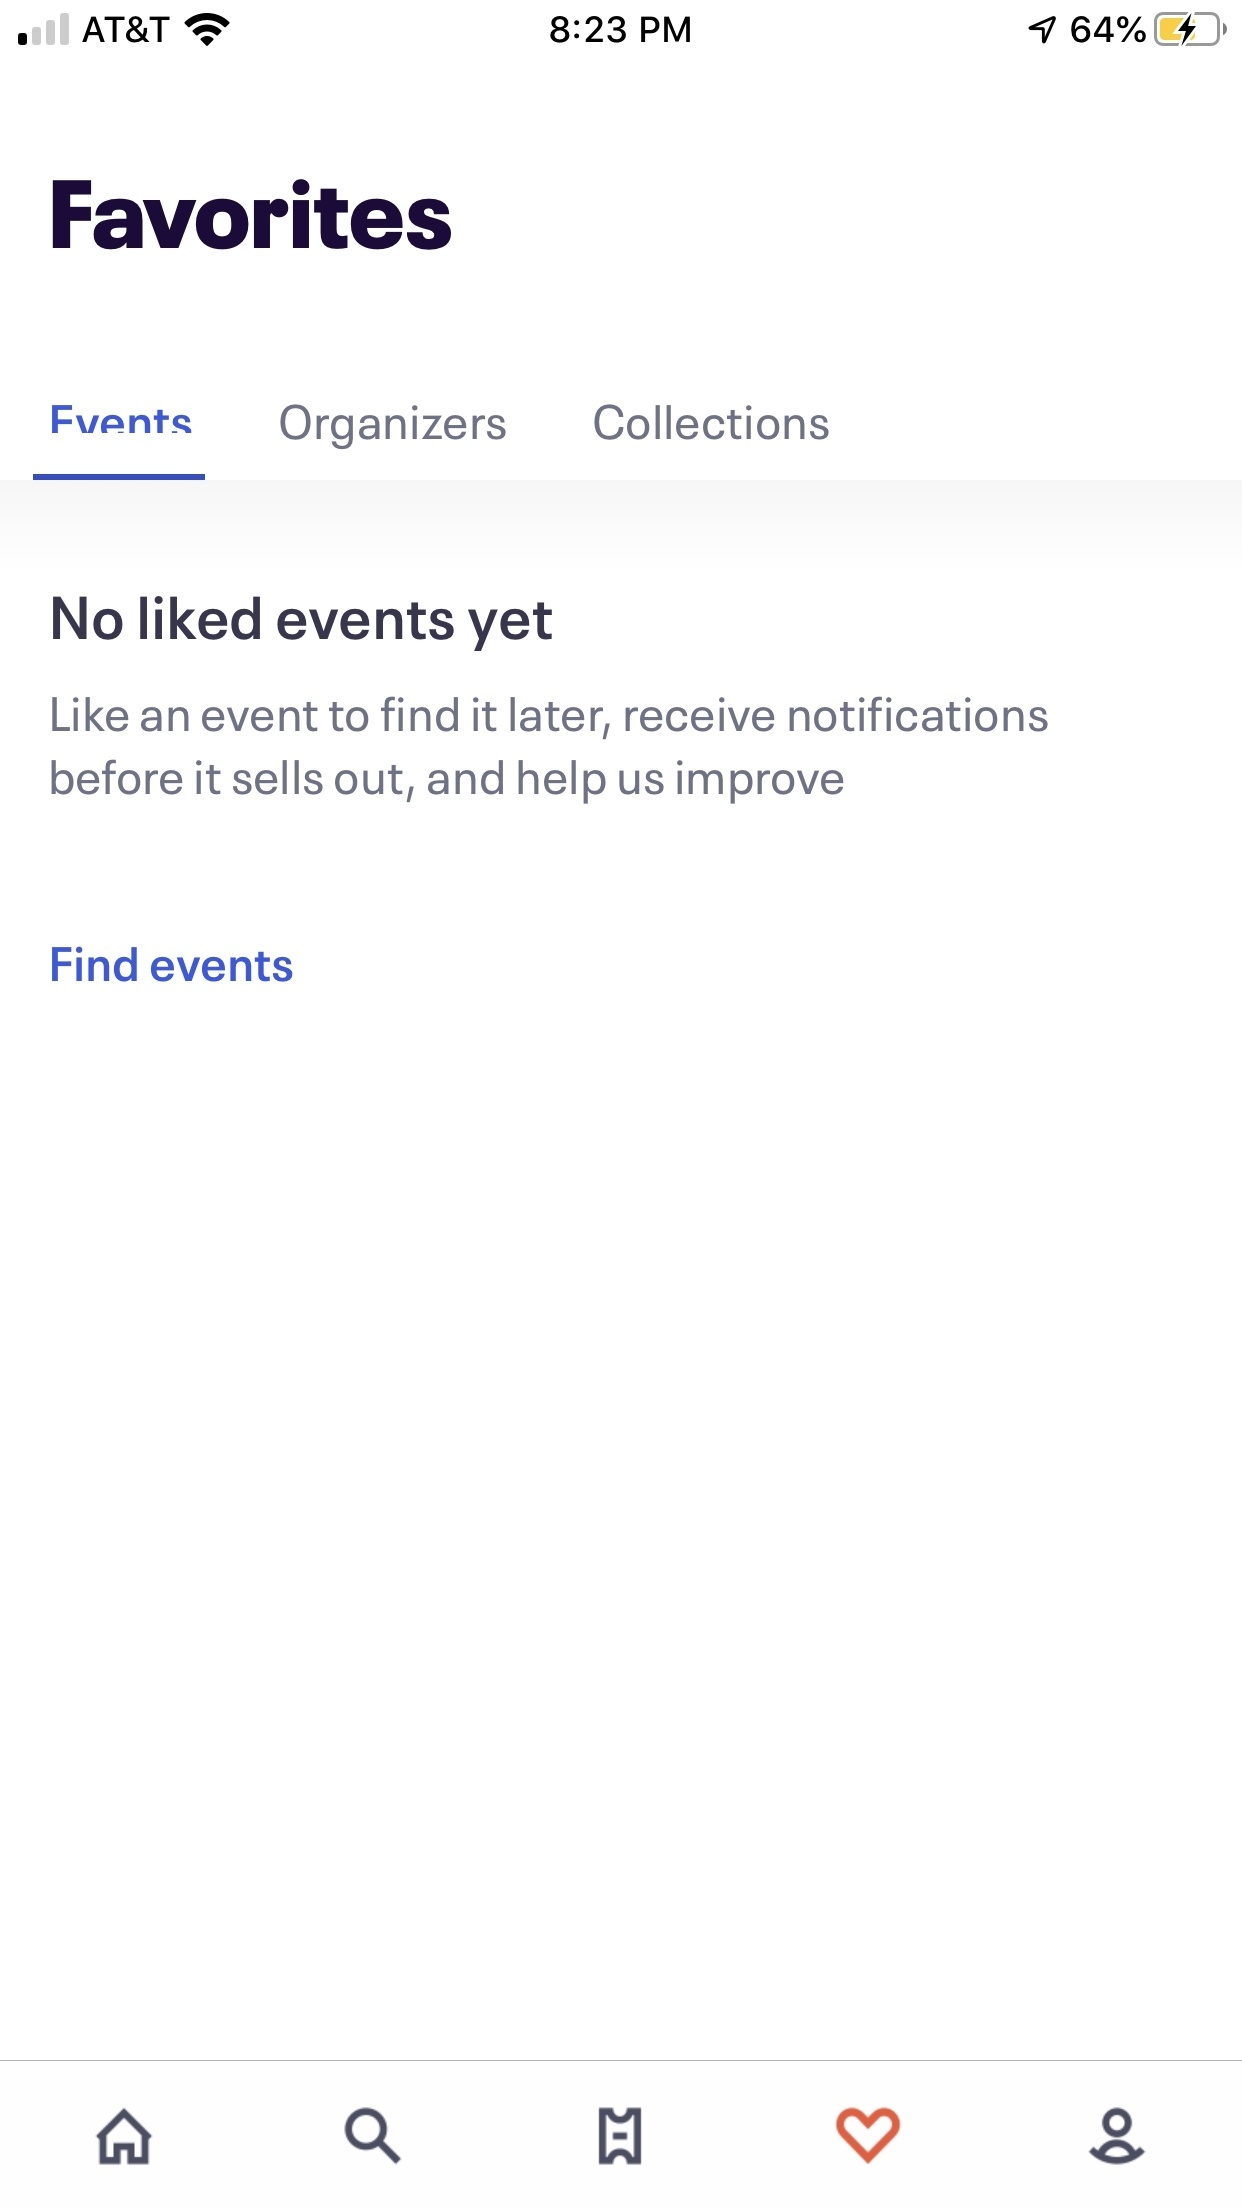 AT&T 8:23 PM 64%
Favorites
Events Organizers Collections
No liked events yet
Like an event to find it later, receive notifications
before it sells out, and help us improve
Find events